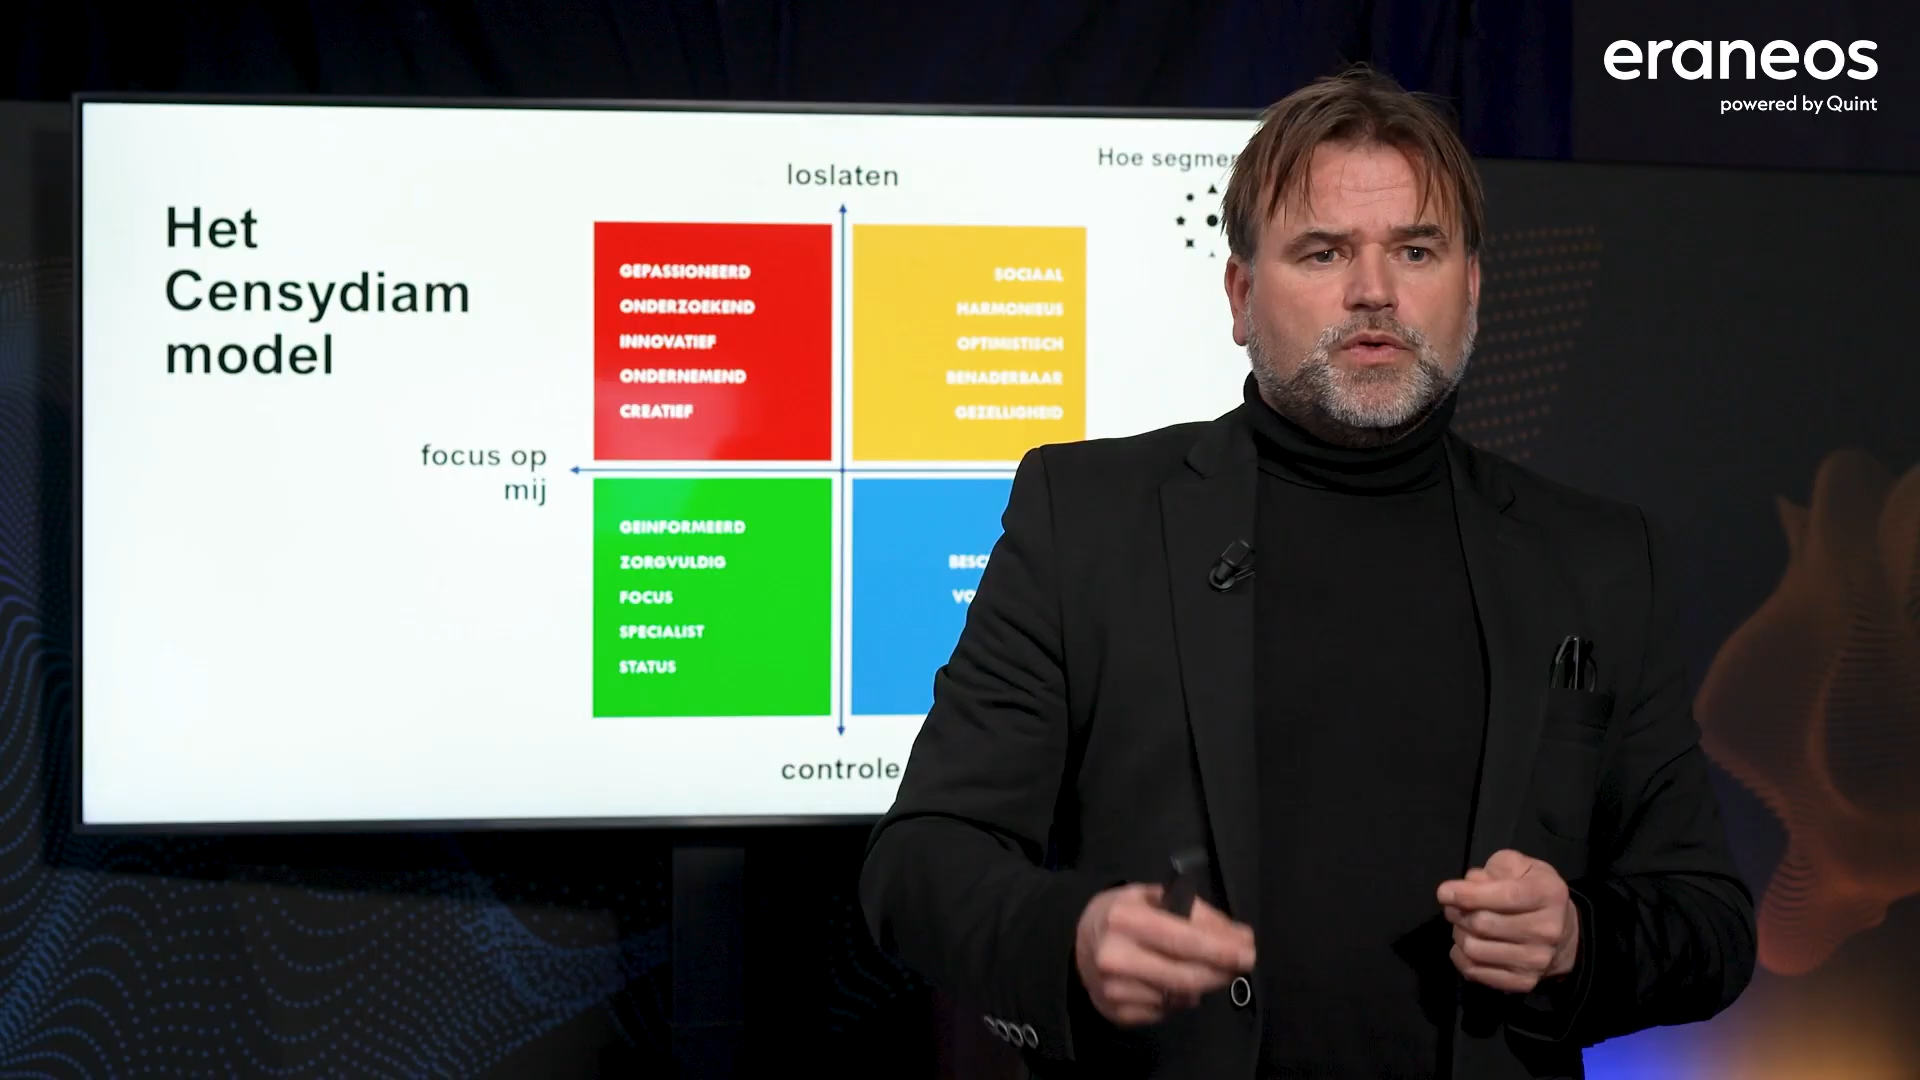 eraneos
powered by Quint
Hoe
loslaten
Het
Censydiam
model
GEPASSIONEERD
ONDERZOEKEND
INNOVATIEF
ONDERNEMEND
CREATIEF
SOCIAAL
HARMONIEUS
OPTIMISTISCH
BENADERBAAR
GEZELLIGHEID
focus op
mij
GEINFORMEERD
ZORGVULDIG
FOCUS
SPECIALIST
STATUS
controle